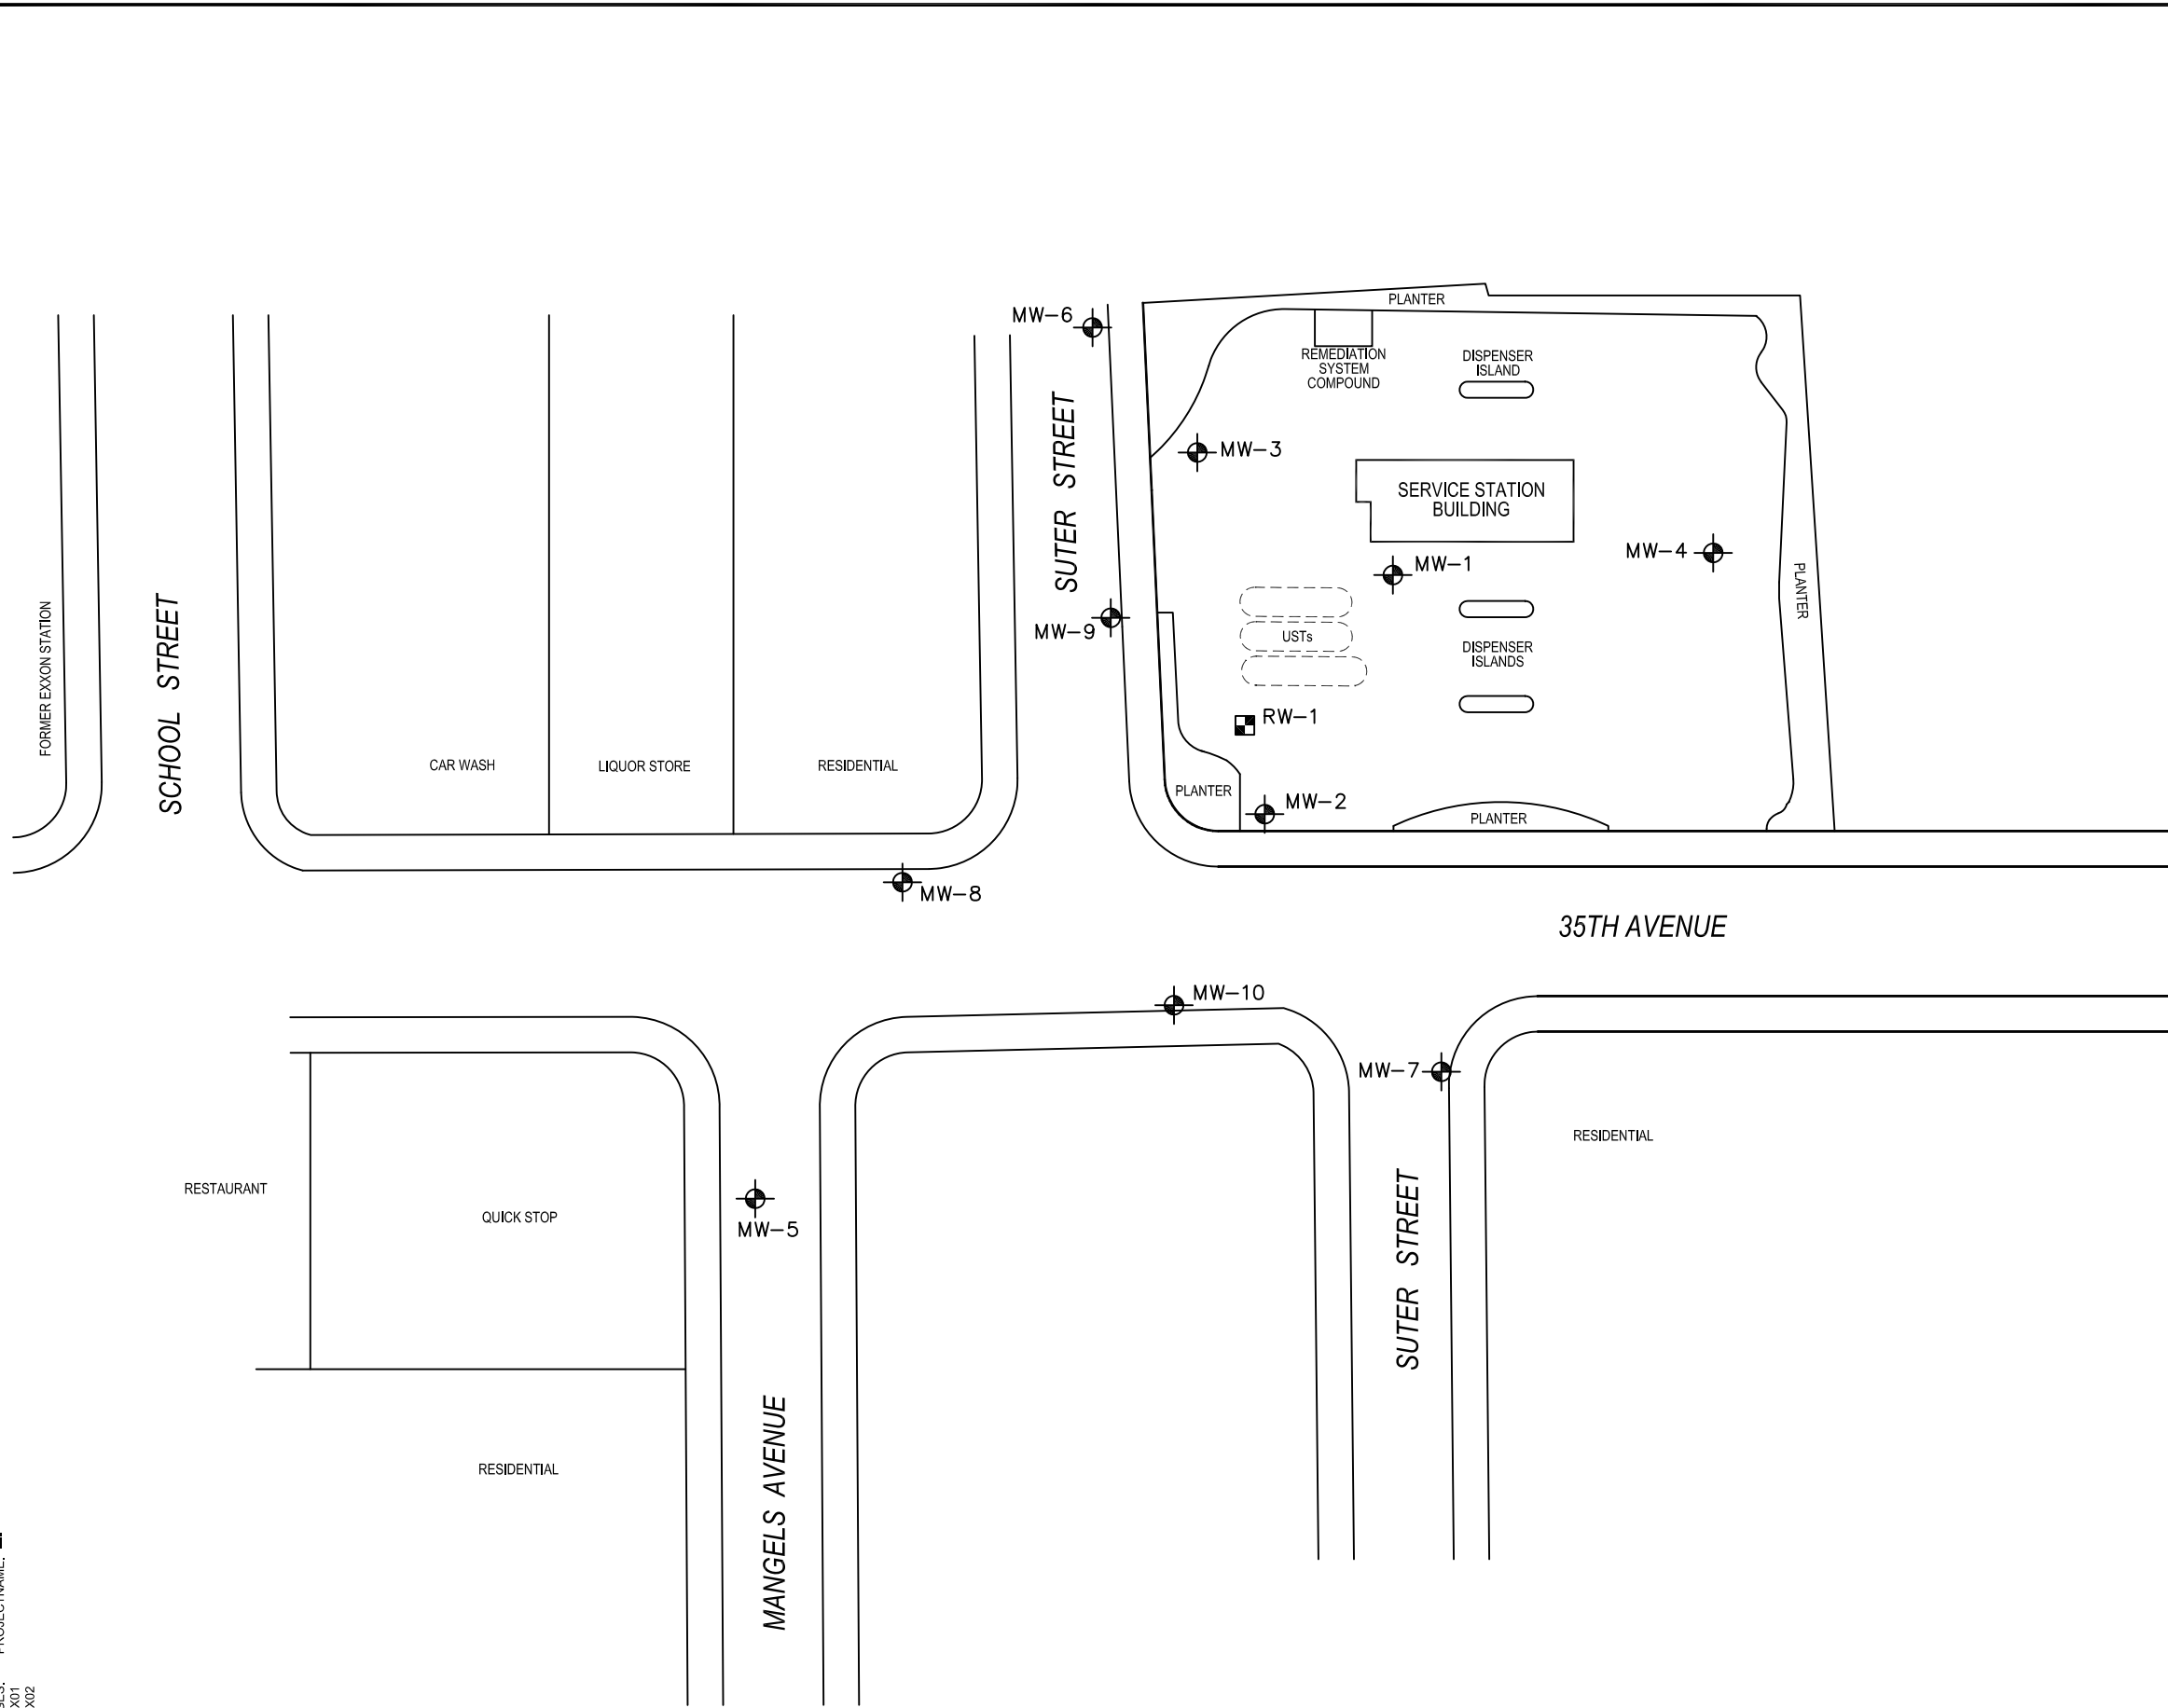 PLANTER
MW-6
REMEDIATION
SYSTEM
COMPOUND
DISPENSER
ISLAND
SUTER STREET
MW-3
SERVICE STATION
BUILDING
MW-4
MW-1
PLANTER
FORMER EXXON STATION
SCHOOL STREET
MW-9
USTs
DISPENSER
ISLANDS
RW-1
CAR WASH
LIQUOR STORE
RESIDENTIAL
PLANTER
MW-2
PLANTER
MW-8
35TH AVENUE
MW-10
MW-7
RESIDENTIAL
RESTAURANT
QUICK STOP
MW-5
SUTER STREET
MANGELS AVENUE
RESIDENTIAL
PROJECTNAME:
X01
X02